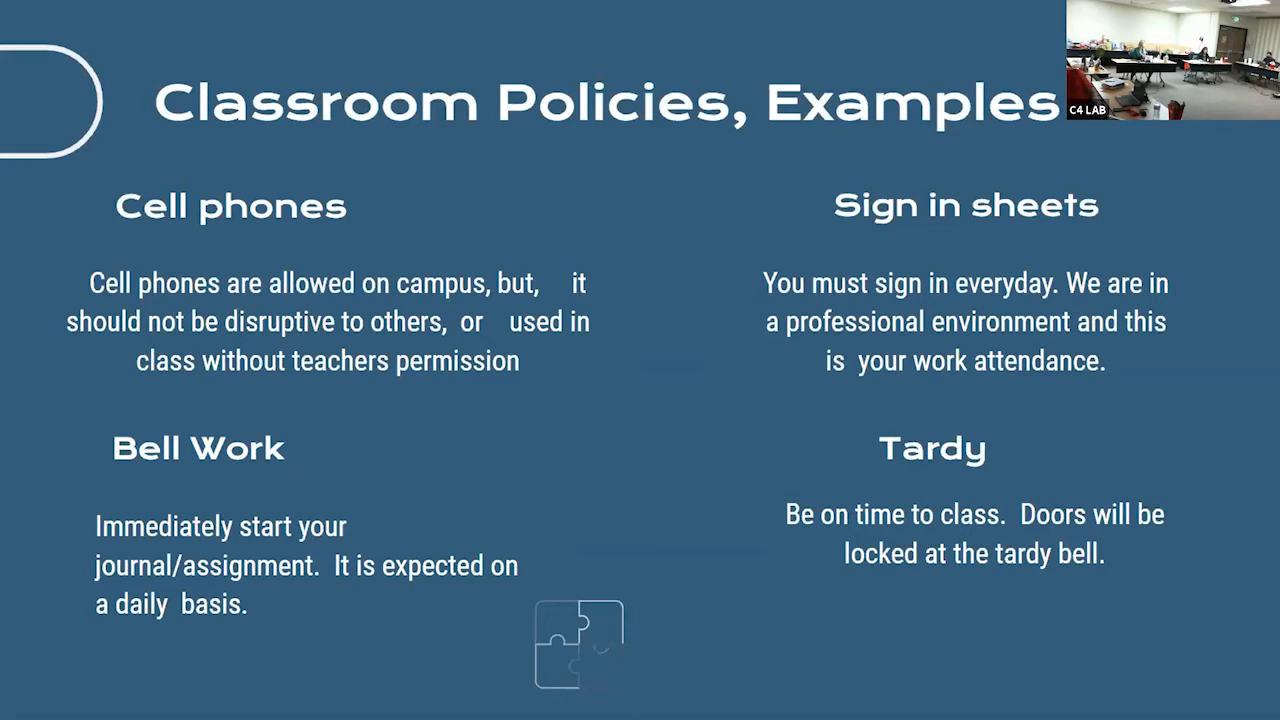 Classroom Policies, Examples
C4 LAB
Cell phones
Cell phones are allowed on campus, but, it
should not be disruptive to others, or used in
class without teachers permission
Sign in sheets
You must sign in everyday. We are in
a professional environment and this
is your work attendance.
Bell Work
Immediately start your
journal/assignment. It is expected on
a daily basis.
Tardy
Be on time to class. Doors will be
locked at the tardy bell.